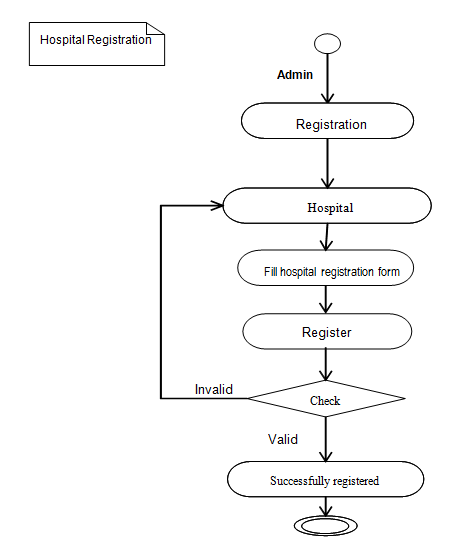 Hospital Registration
Admin
Registration
Hospital
Fill hospital registration form
Register
Invalid
Check
Valid
Successfully registered